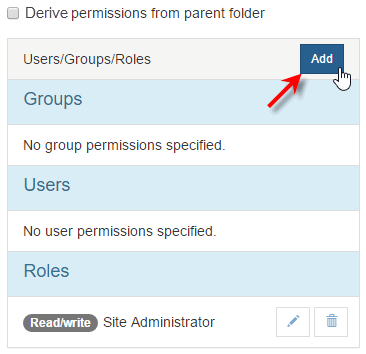 Derive permissions from parent folder
Users/Groups/Roles Add
Groups
No group permissions specified.
Users
No user permissions specified.
Roles
Read/write Site Administrator